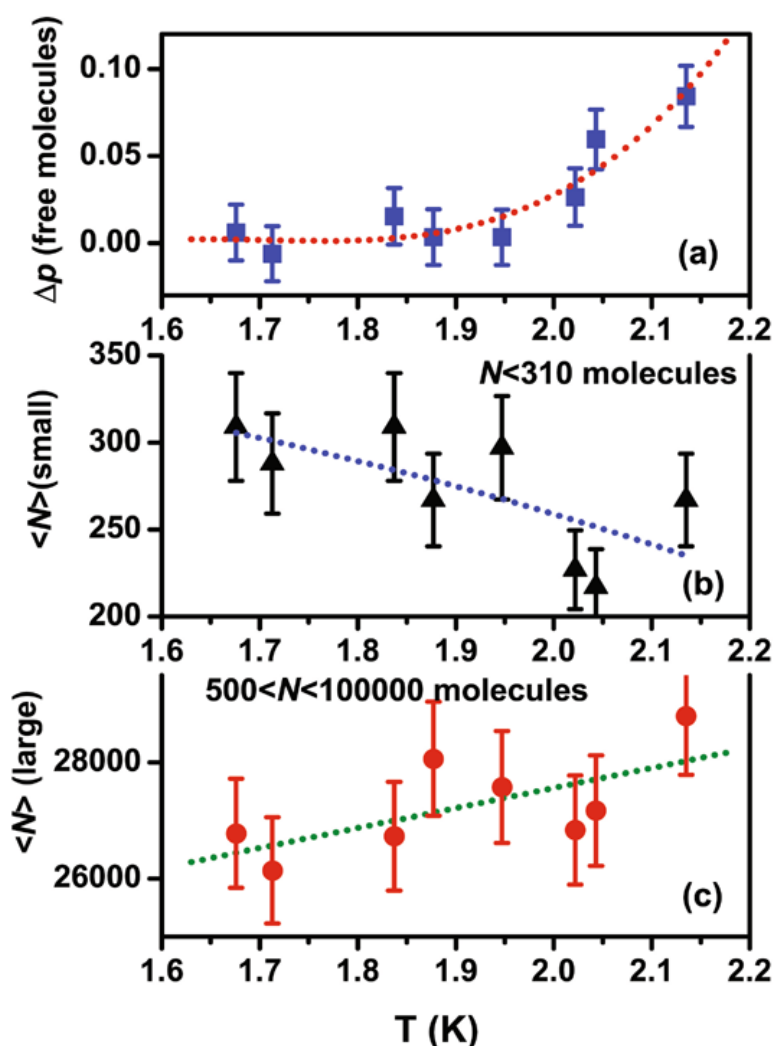 Δp (free molecules)
0.10
0.05
0.00
(a)
1.6 1.7 1.8 1.9 2.0 2.1 2.2
<N>(small)
350
300
250
200
N<310 molecules
(b)
1.6 1.7 1.8 1.9 2.0 2.1 2.2
<N> (large)
28000
26000
500<N<100000 molecules
(c)
1.6 1.7 1.8 1.9 2.0 2.1 2.2
T (K)